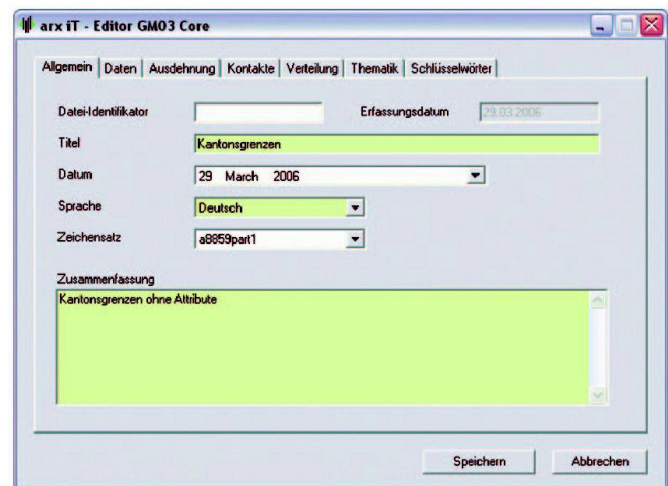 arx iT - Editor GM03 Core
Allgemein Daten Ausdehnung Kontakte Verteilung Thematik Schlüsselwörter
Datei-Identifikator Erfassungsdatum 29.03.2006
Titel Kantonsgrenzen
Datum 29 March 2006
Sprache Deutsch
Zeichensatz a8859part1
Zusammenfassung
Kantonsgrenzen ohne Attribute
Speichern Abbrechen